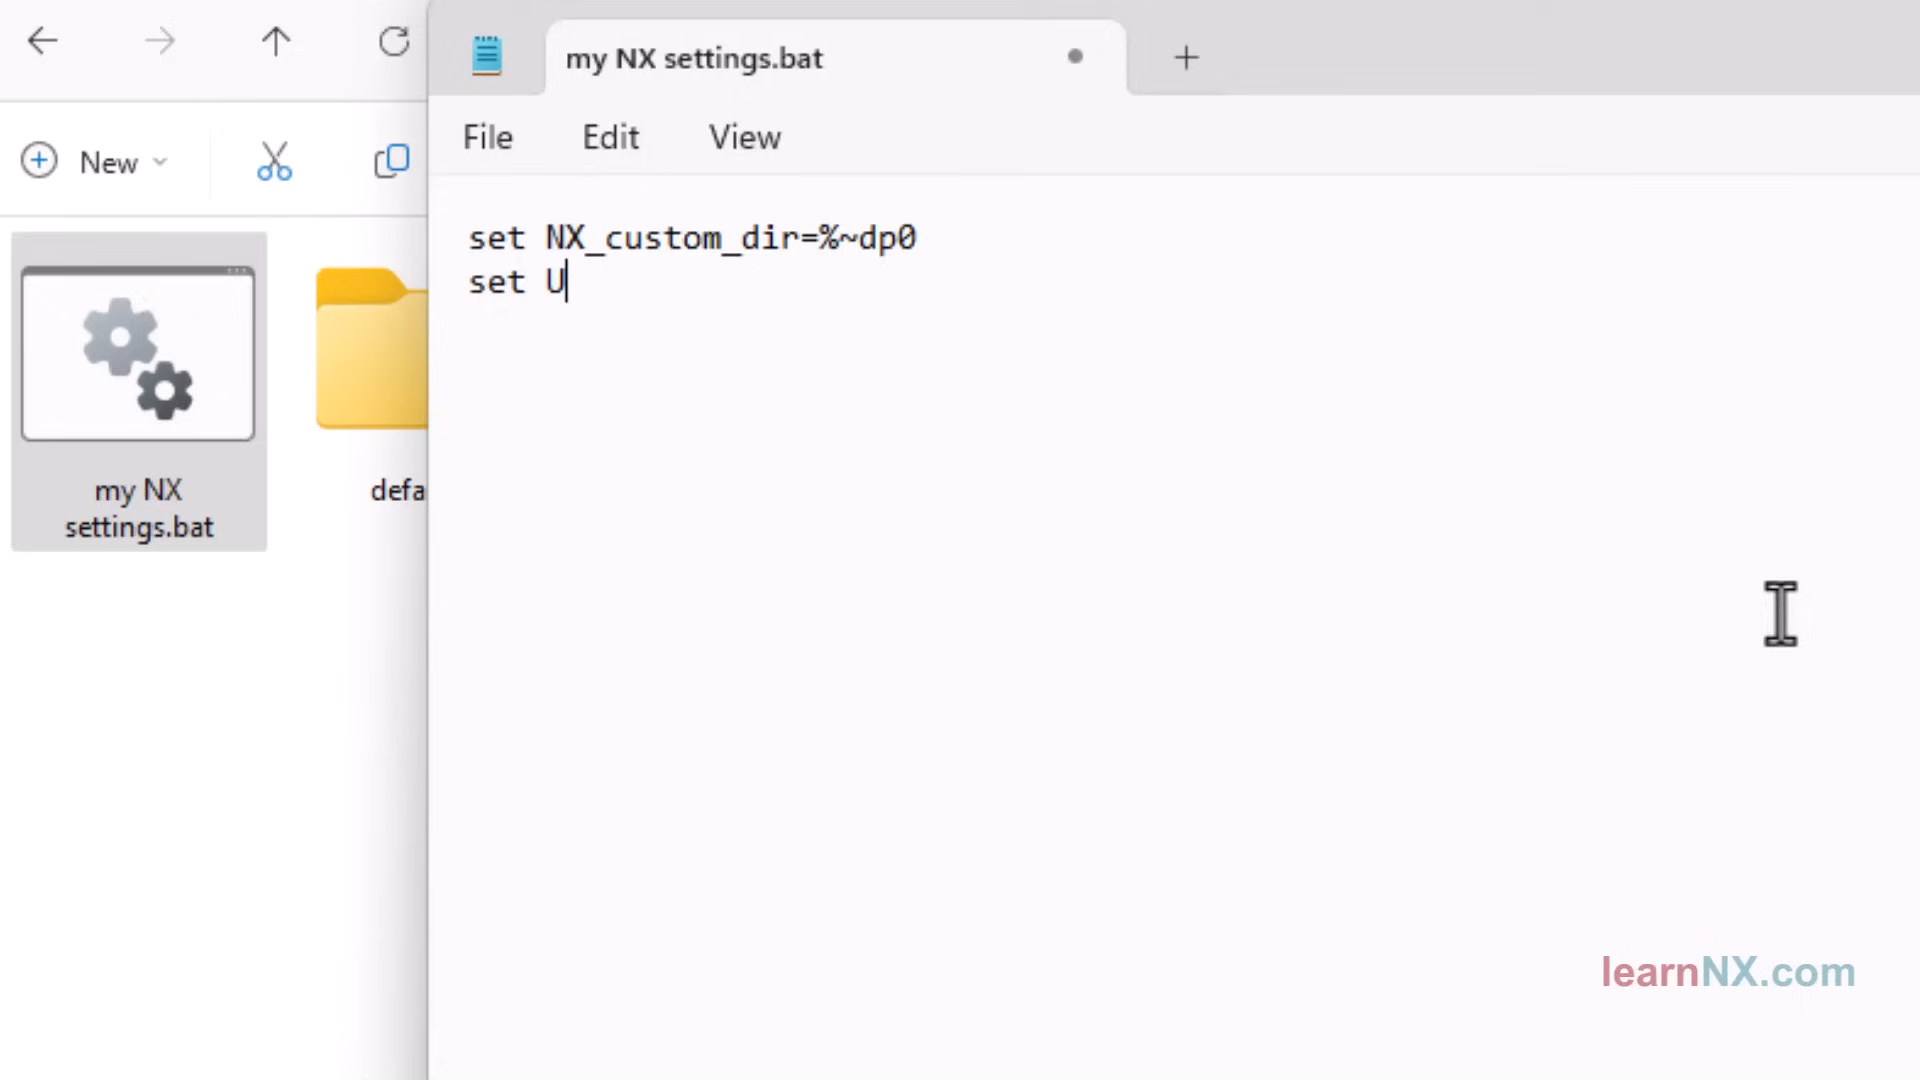 my NX settings.bat
File Edit View
New
set NX_custom_dir=%~dp0
set U
my NX
settings.bat
defa
learnNX.com